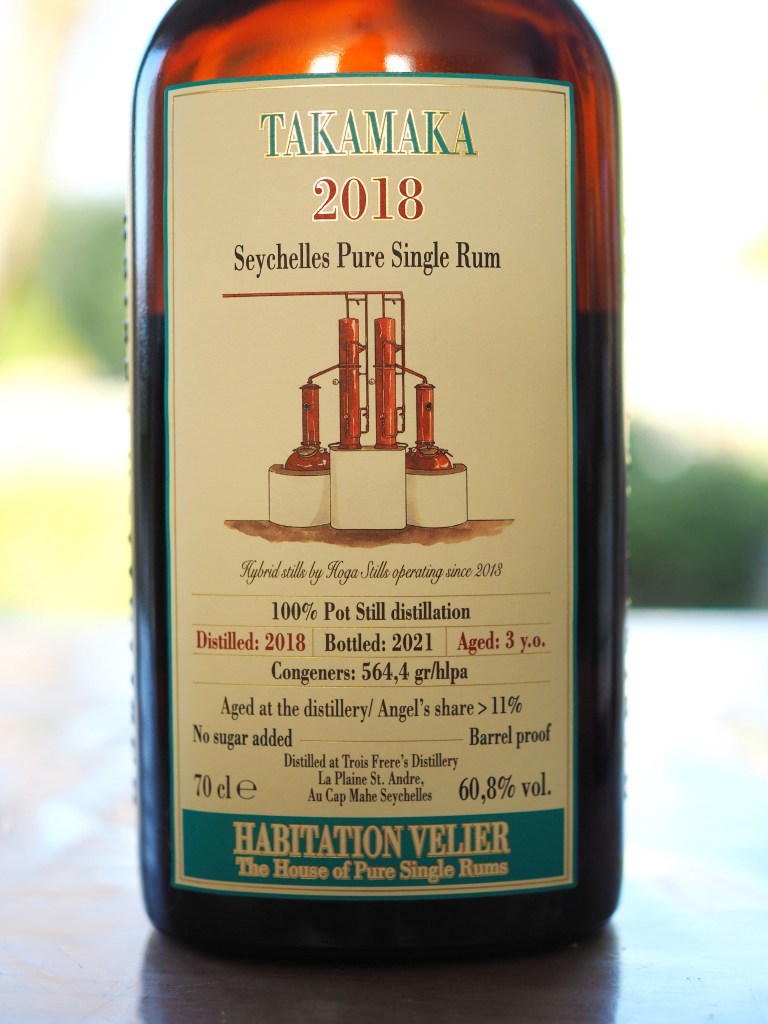 TAKAMAKA
2018
Seychelles Pure Single Rum
Hybrid stills by Hoga Stills operating since 2013
100% Pot Still distillation
Distilled: 2018 Bottled: 2021 Aged: 3 y.o.
Congeners: 564,4 gr/hlpa
Aged at the distillery/ Angel's share > 11%
No sugar added Barrel proof
Distilled at Trois Frere's Distillery
La Plaine St. Andre,
Au Cap Mahe Seychelles
70 cl ℮ 60,8% vol.
HABITATION VELIER
The House of Pure Single Rums